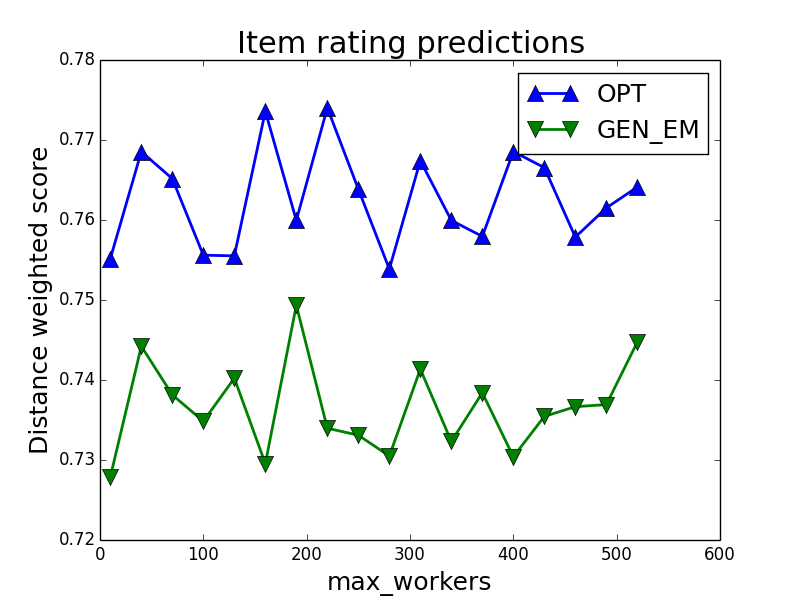 Item rating predictions
OPT
GEN_EM
Distance weighted score
0.78
0.77
0.76
0.75
0.74
0.73
0.72
0 100 200 300 400 500 600
max_workers